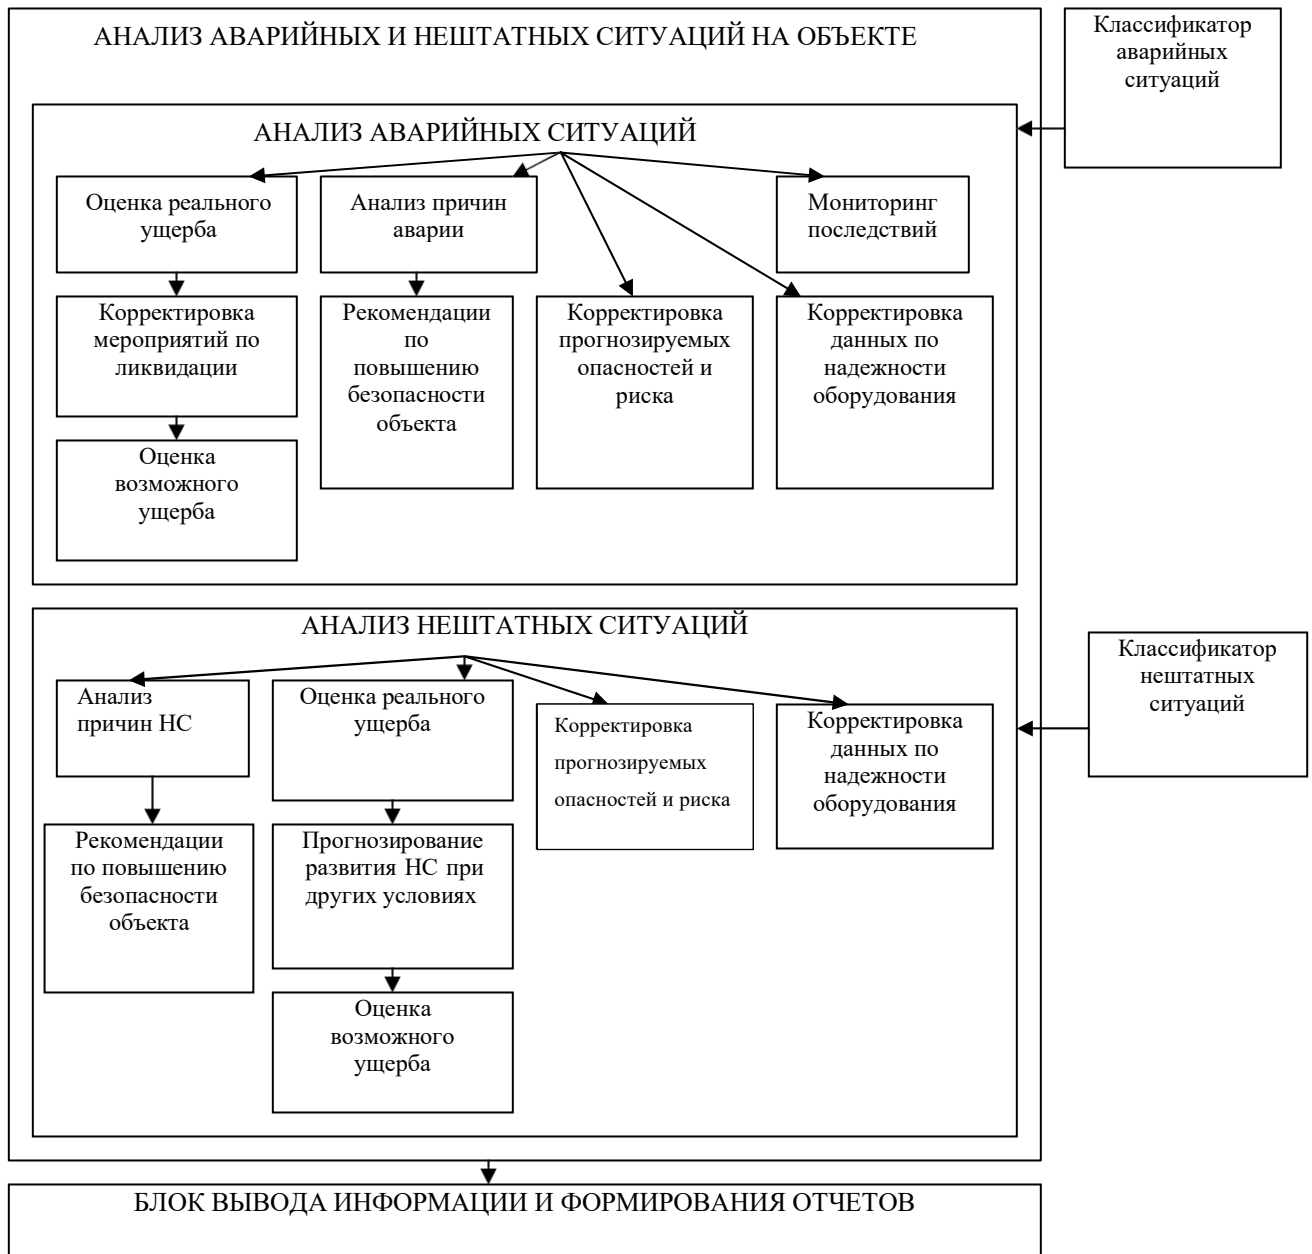 АНАЛИЗ АВАРИЙНЫХ И НЕШТАТНЫХ СИТУАЦИЙ НА ОБЪЕКТЕ
Классификатор
аварийных
ситуаций
АНАЛИЗ АВАРИЙНЫХ СИТУАЦИЙ
Оценка реального
ущерба
Анализ причин
аварии
Мониторинг
последствий
Корректировка
мероприятий по
ликвидации
Рекомендации
по
повышению
безопасности
объекта
Корректировка
прогнозируемых
опасностей и
риска
Корректировка
данных по
надежности
оборудования
Оценка
возможного
ущерба
АНАЛИЗ НЕШТАТНЫХ СИТУАЦИЙ
Классификатор
нештатных
ситуаций
Анализ
причин НС
Оценка реального
ущерба
Корректировка
прогнозируемых
опасностей и риска
Корректировка
данных по
надежности
оборудования
Рекомендации
по повышению
безопасности
объекта
Прогнозирование
развития НС при
других условиях
Оценка
возможного
ущерба
БЛОК ВЫВОДА ИНФОРМАЦИИ И ФОРМИРОВАНИЯ ОТЧЕТОВ